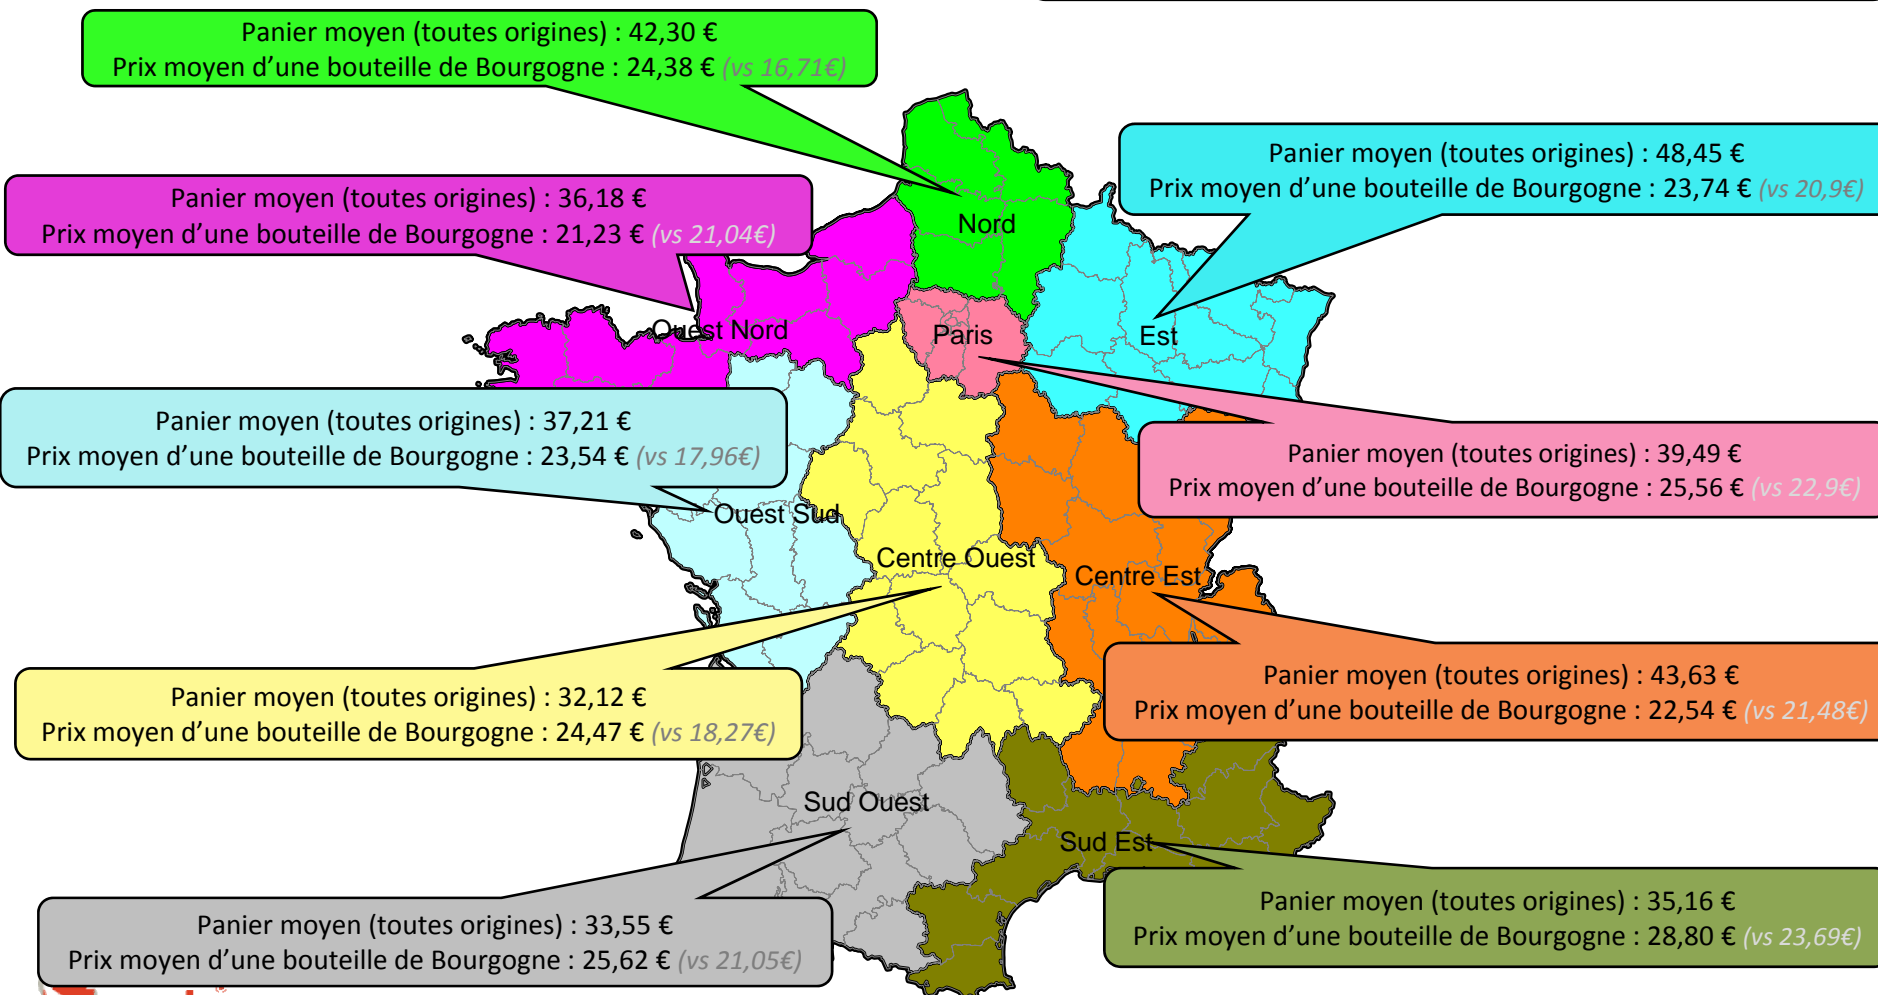 Panier moyen (toutes origines) : 42,30 €
Prix moyen d’une bouteille de Bourgogne : 24,38 € (vs 16,71€)
Panier moyen (toutes origines) : 48,45 €
Prix moyen d’une bouteille de Bourgogne : 23,74 € (vs 20,9€)
Panier moyen (toutes origines) : 36,18 €
Prix moyen d’une bouteille de Bourgogne : 21,23 € (vs 21,04€)
Nord
Ouest Nord
Paris
Est
Panier moyen (toutes origines) : 37,21 €
Prix moyen d’une bouteille de Bourgogne : 23,54 € (vs 17,96€)
Panier moyen (toutes origines) : 39,49 €
Prix moyen d’une bouteille de Bourgogne : 25,56 € (vs 22,9€)
Ouest Sud
Centre Ouest
Centre Est
Panier moyen (toutes origines) : 32,12 €
Prix moyen d’une bouteille de Bourgogne : 24,47 € (vs 18,27€)
Panier moyen (toutes origines) : 43,63 €
Prix moyen d’une bouteille de Bourgogne : 22,54 € (vs 21,48€)
Sud Ouest
Sud Est
Panier moyen (toutes origines) : 33,55 €
Prix moyen d’une bouteille de Bourgogne : 25,62 € (vs 21,05€)
Panier moyen (toutes origines) : 35,16 €
Prix moyen d’une bouteille de Bourgogne : 28,80 € (vs 23,69€)